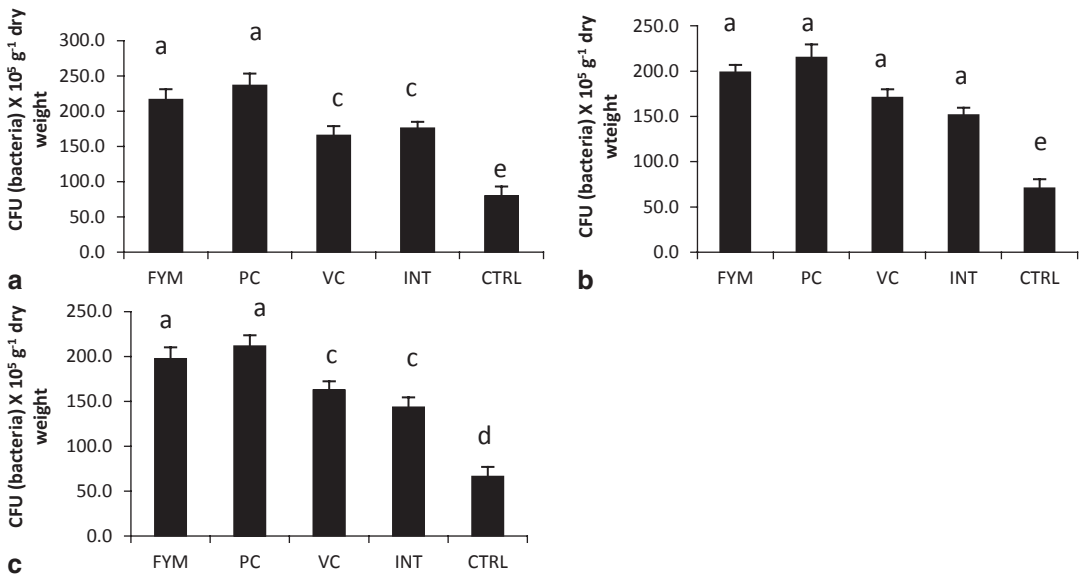 CFU (bacteria) X 10⁵ g⁻¹ dry
weight
300.0
250.0
200.0
150.0
100.0
50.0
0.0
a
a
c
c
e
FYM PC VC INT CTRL
a
CFU (bacteria) X 10⁵ g⁻¹ dry
wteight
250.0
200.0
150.0
100.0
50.0
0.0
a
a
a
a
e
FYM PC VC INT CTRL
b
CFU (bacteria) X 10⁵ g⁻¹ dry
weight
250.0
200.0
150.0
100.0
50.0
0.0
a
a
c
c
d
FYM PC VC INT CTRL
c